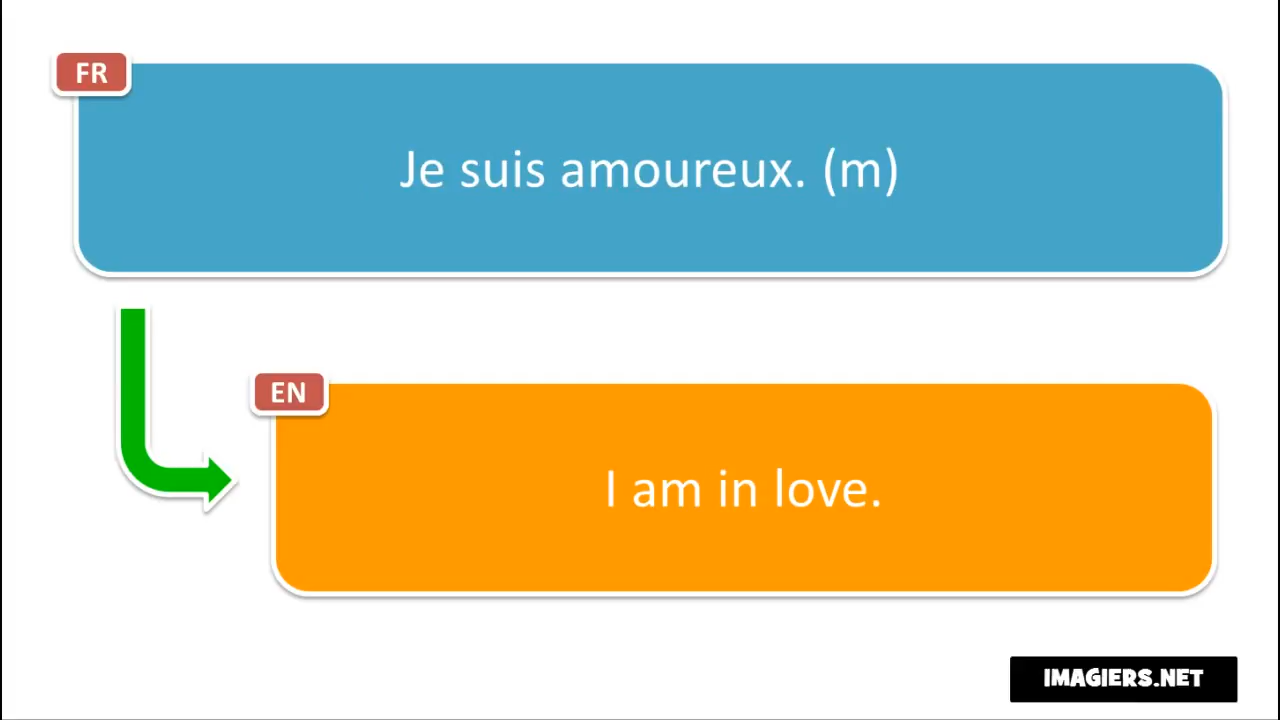 FR
Je suis amoureux. (m)
EN
I am in love.
IMAGIERS.NET